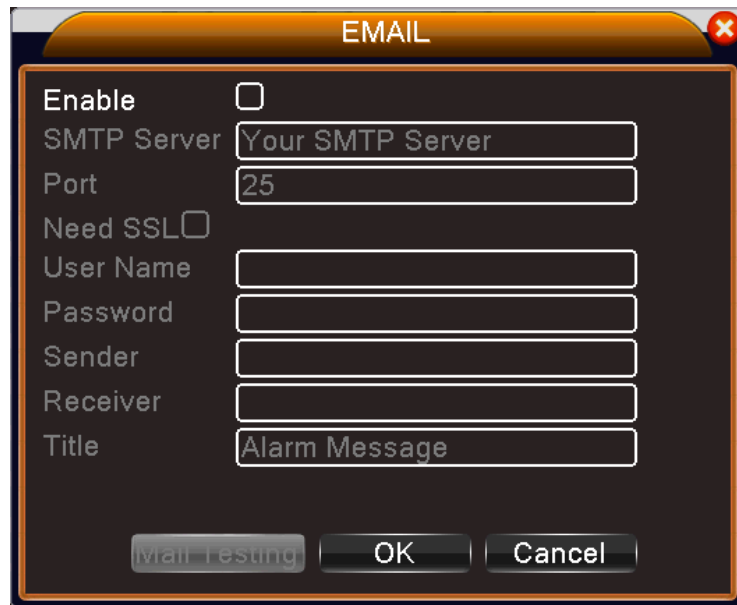 EMAIL
Enable
SMTP Server Your SMTP Server
Port 25
Need SSL
User Name
Password
Sender
Receiver
Title Alarm Message
Mail Testing OK Cancel